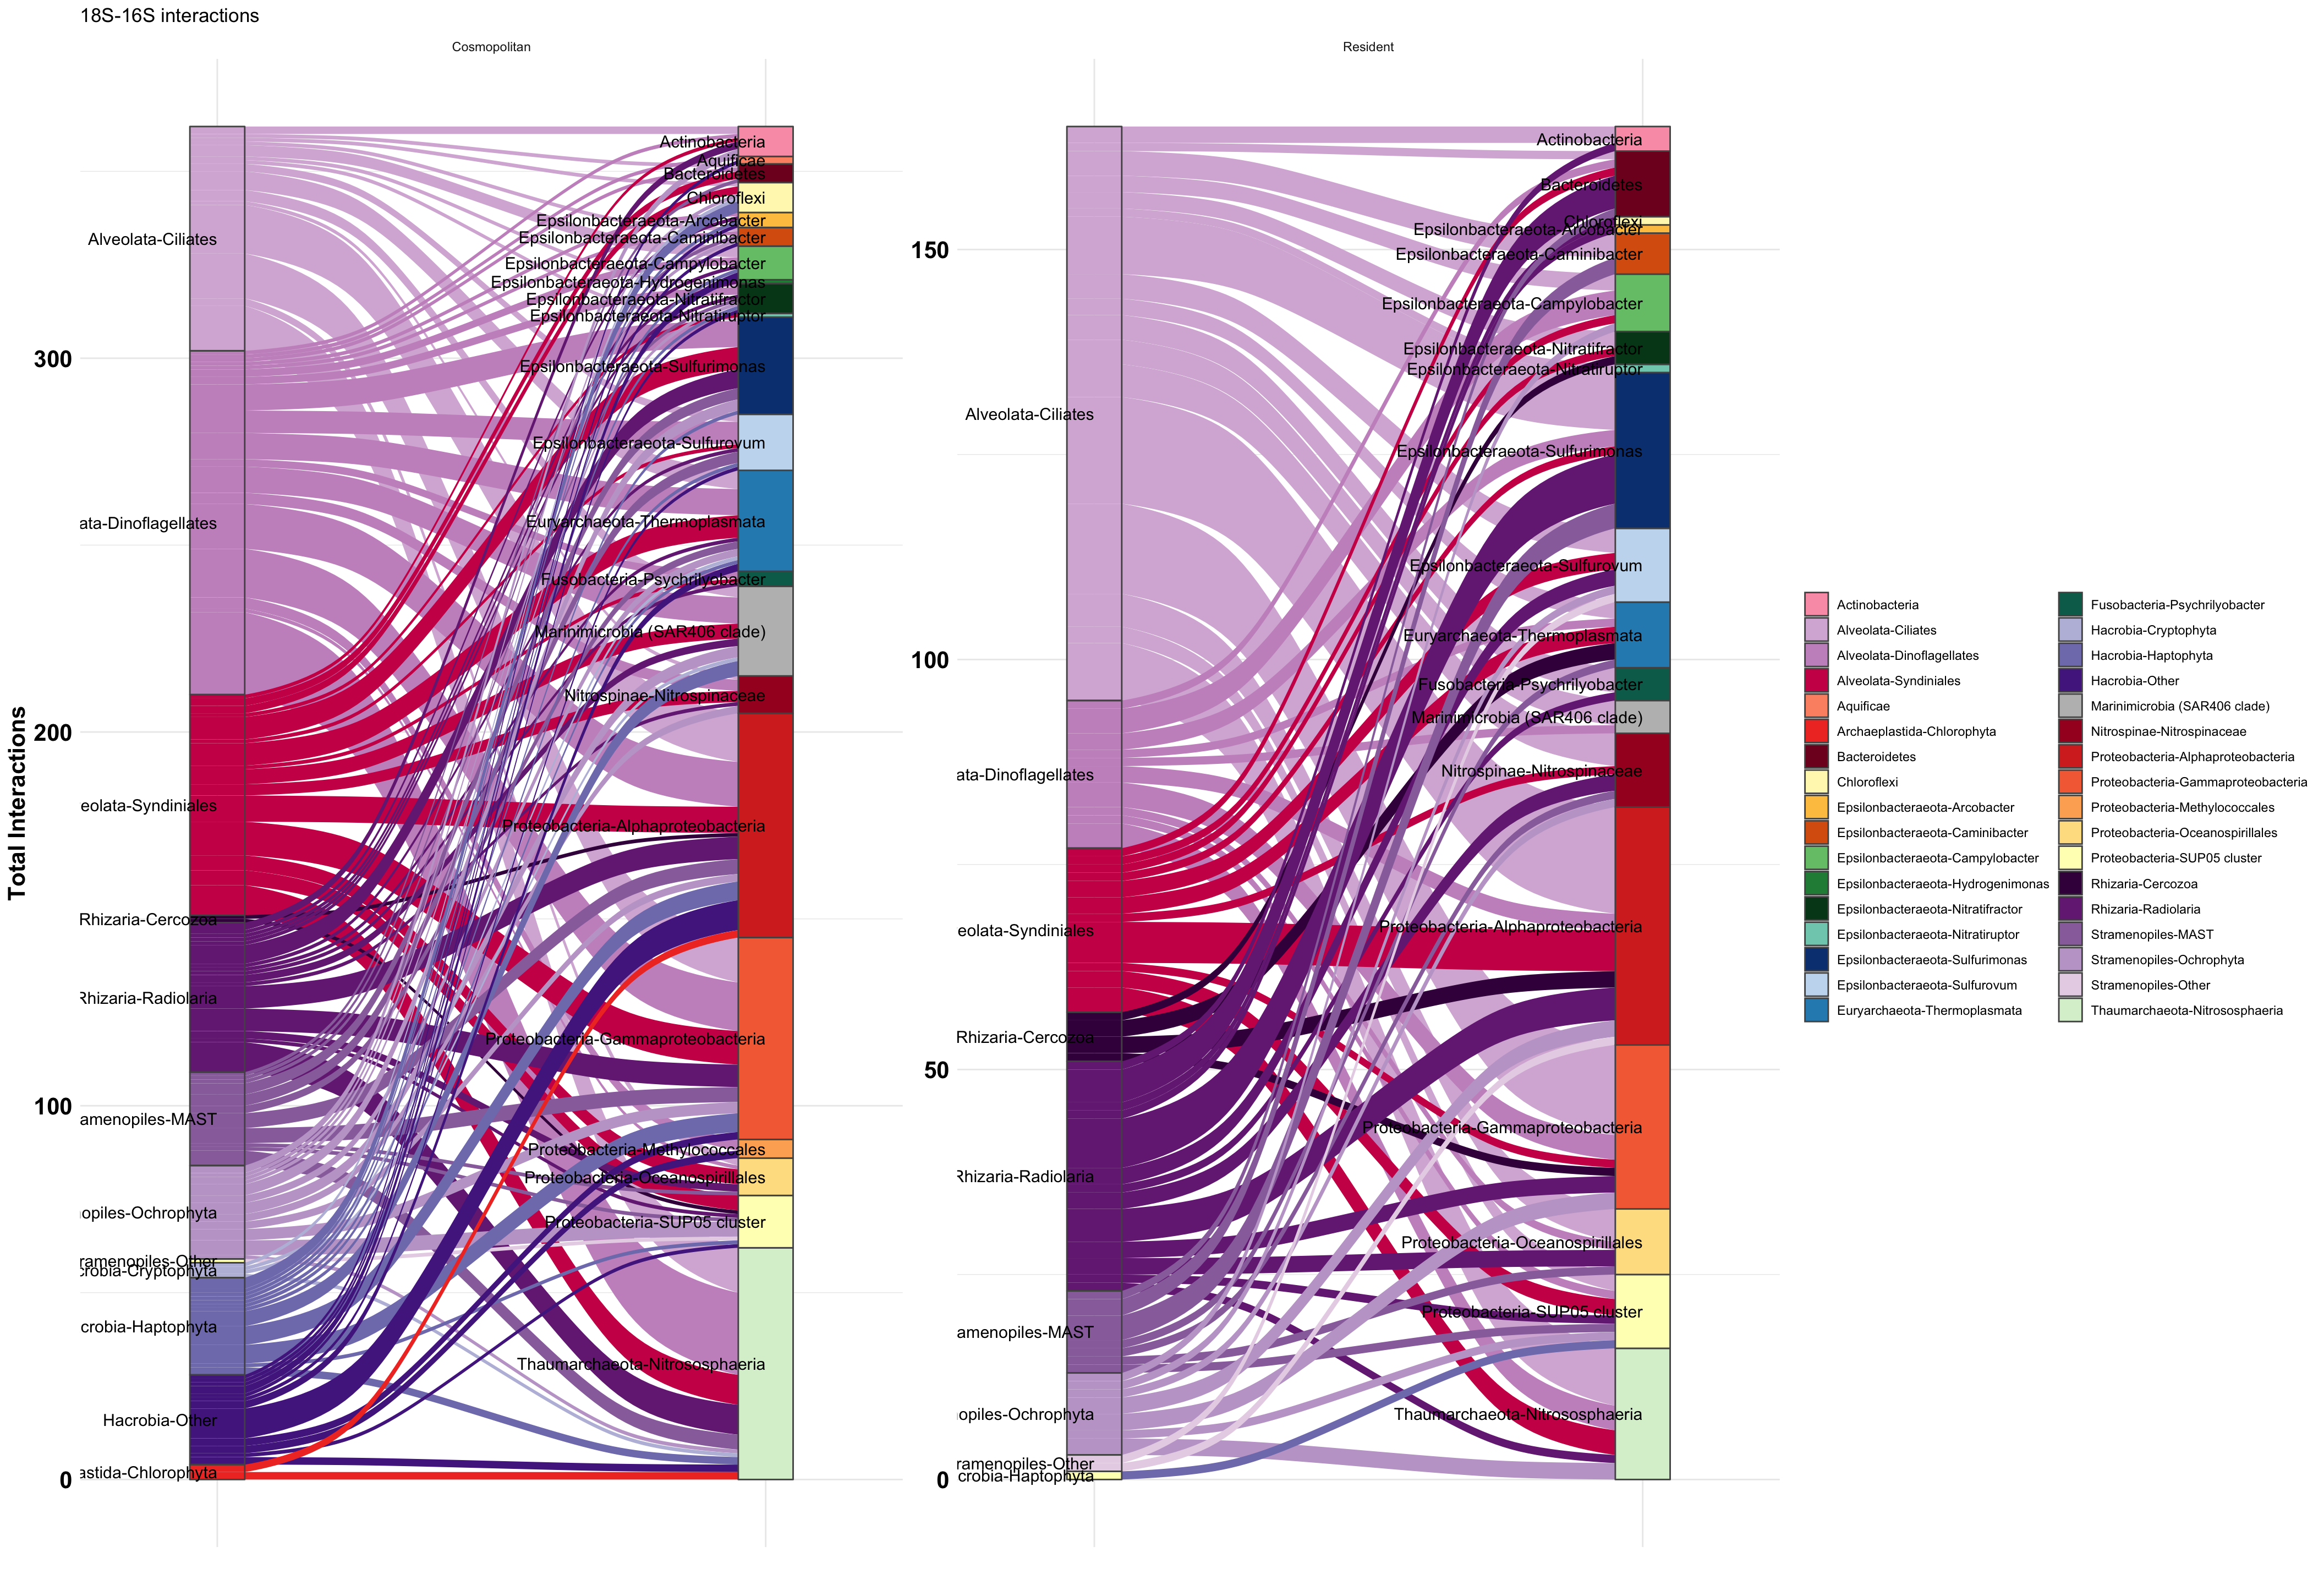 18S-16S interactions
Cosmopolitan
Resident
Total Interactions
300
200
100
0
Alveolata-Ciliates
ata-Dinoflagellates
eolata-Syndiniales
Rhizaria-Cercozoa
Rhizaria-Radiolaria
amenopiles-MAST
opiles-Ochrophyta
ramenopiles-Other
crobia-Cryptophyta
crobia-Haptophyta
Hacrobia-Other
astida-Chlorophyta
Actinobacteria
Aquificae
Bacteroidetes
Chloroflexi
Epsilonbacteraeota-Arcobacter
Epsilonbacteraeota-Caminibacter
Epsilonbacteraeota-Campylobacter
Epsilonbacteraeota-Hydrogenimonas
Epsilonbacteraeota-Nitratifractor
Epsilonbacteraeota-Nitratiruptor
Epsilonbacteraeota-Sulfurimonas
Epsilonbacteraeota-Sulfurovum
Euryarchaeota-Thermoplasmata
Fusobacteria-Psychrilyobacter
Marinimicrobia (SAR406 clade)
Nitrospinae-Nitrospinaceae
Proteobacteria-Alphaproteobacteria
Proteobacteria-Gammaproteobacteria
Proteobacteria-Methylococcales
Proteobacteria-Oceanospirillales
Proteobacteria-SUP05 cluster
Thaumarchaeota-Nitrososphaeria
150
100
50
0
Alveolata-Ciliates
ata-Dinoflagellates
eolata-Syndiniales
Rhizaria-Cercozoa
Rhizaria-Radiolaria
amenopiles-MAST
opiles-Ochrophyta
ramenopiles-Other
crobia-Haptophyta
Actinobacteria
Bacteroidetes
Chloroflexi
Epsilonbacteraeota-Arcobacter
Epsilonbacteraeota-Caminibacter
Epsilonbacteraeota-Campylobacter
Epsilonbacteraeota-Nitratifractor
Epsilonbacteraeota-Nitratiruptor
Epsilonbacteraeota-Sulfurimonas
Epsilonbacteraeota-Sulfurovum
Euryarchaeota-Thermoplasmata
Fusobacteria-Psychrilyobacter
Marinimicrobia (SAR406 clade)
Nitrospinae-Nitrospinaceae
Proteobacteria-Alphaproteobacteria
Proteobacteria-Gammaproteobacteria
Proteobacteria-Oceanospirillales
Proteobacteria-SUP05 cluster
Thaumarchaeota-Nitrososphaeria
Actinobacteria
Alveolata-Ciliates
Alveolata-Dinoflagellates
Alveolata-Syndiniales
Aquificae
Archaeplastida-Chlorophyta
Bacteroidetes
Chloroflexi
Epsilonbacteraeota-Arcobacter
Epsilonbacteraeota-Caminibacter
Epsilonbacteraeota-Campylobacter
Epsilonbacteraeota-Hydrogenimonas
Epsilonbacteraeota-Nitratifractor
Epsilonbacteraeota-Nitratiruptor
Epsilonbacteraeota-Sulfurimonas
Epsilonbacteraeota-Sulfurovum
Euryarchaeota-Thermoplasmata
Fusobacteria-Psychrilyobacter
Hacrobia-Cryptophyta
Hacrobia-Haptophyta
Hacrobia-Other
Marinimicrobia (SAR406 clade)
Nitrospinae-Nitrospinaceae
Proteobacteria-Alphaproteobacteria
Proteobacteria-Gammaproteobacteria
Proteobacteria-Methylococcales
Proteobacteria-Oceanospirillales
Proteobacteria-SUP05 cluster
Rhizaria-Cercozoa
Rhizaria-Radiolaria
Stramenopiles-MAST
Stramenopiles-Ochrophyta
Stramenopiles-Other
Thaumarchaeota-Nitrososphaeria